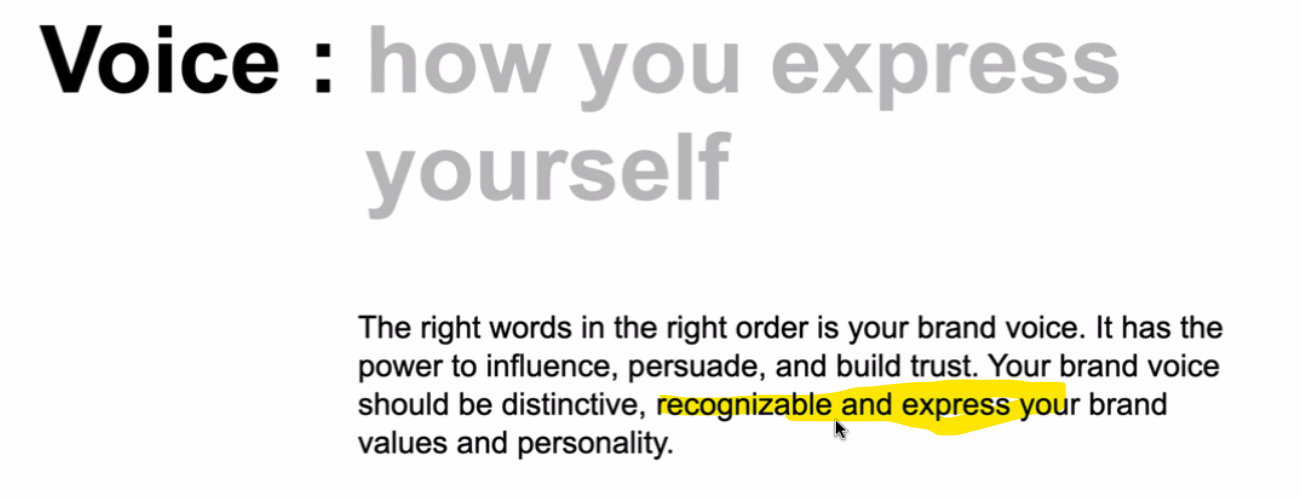 Voice : how you express
yourself
The right words in the right order is your brand voice. It has the
power to influence, persuade, and build trust. Your brand voice
should be distinctive, recognizable and express your brand
values and personality.